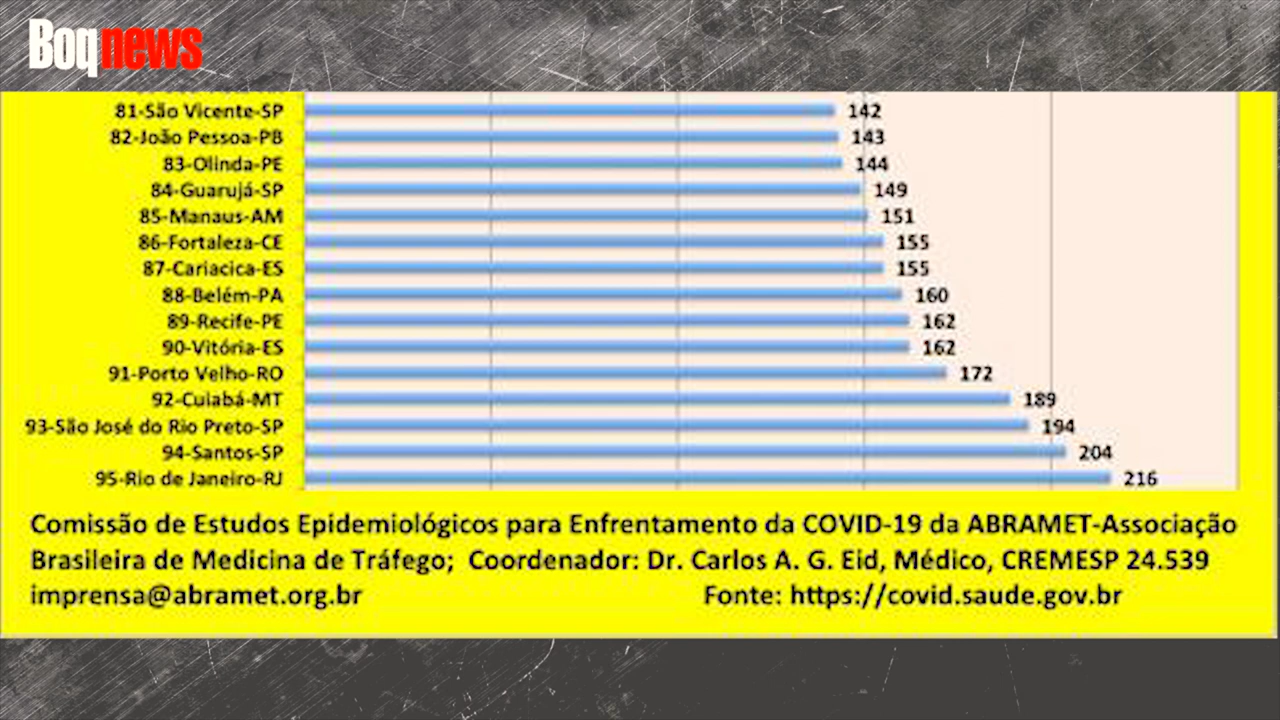 Boqnews
81-São Vicente-SP 142
82-João Pessoa-PB 143
83-Olinda-PE 144
84-Guarujá-SP 149
85-Manaus-AM 151
86-Fortaleza-CE 155
87-Cariacica-ES 155
88-Belém-PA 160
89-Recife-PE 162
90-Vitória-ES 162
91-Porto Velho-RO 172
92-Cuiabá-MT 189
93-São José do Rio Preto-SP 194
94-Santos-SP 204
95-Rio de Janeiro-RJ 216
Comissão de Estudos Epidemiológicos para Enfrentamento da COVID-19 da ABRAMET-Associação
Brasileira de Medicina de Tráfego; Coordenador: Dr. Carlos A. G. Eid, Médico, CREMESP 24.539
imprensa@abramet.org.br Fonte: https://covid.saude.gov.br